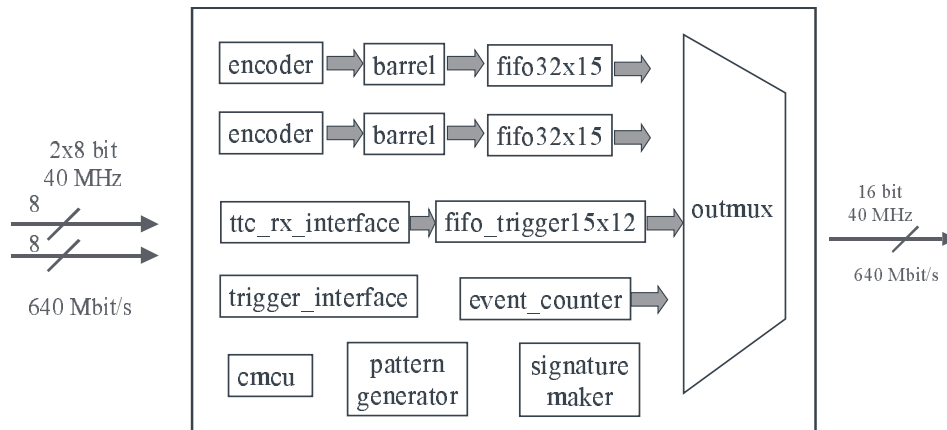 encoder
barrel
fifo32x15
encoder
barrel
fifo32x15
2x8 bit
40 MHz
8
8
640 Mbit/s
ttc_rx_interface
fifo_trigger15x12
outmux
trigger_interface
event_counter
cmcu
pattern
generator
signature
maker
16 bit
40 MHz
640 Mbit/s